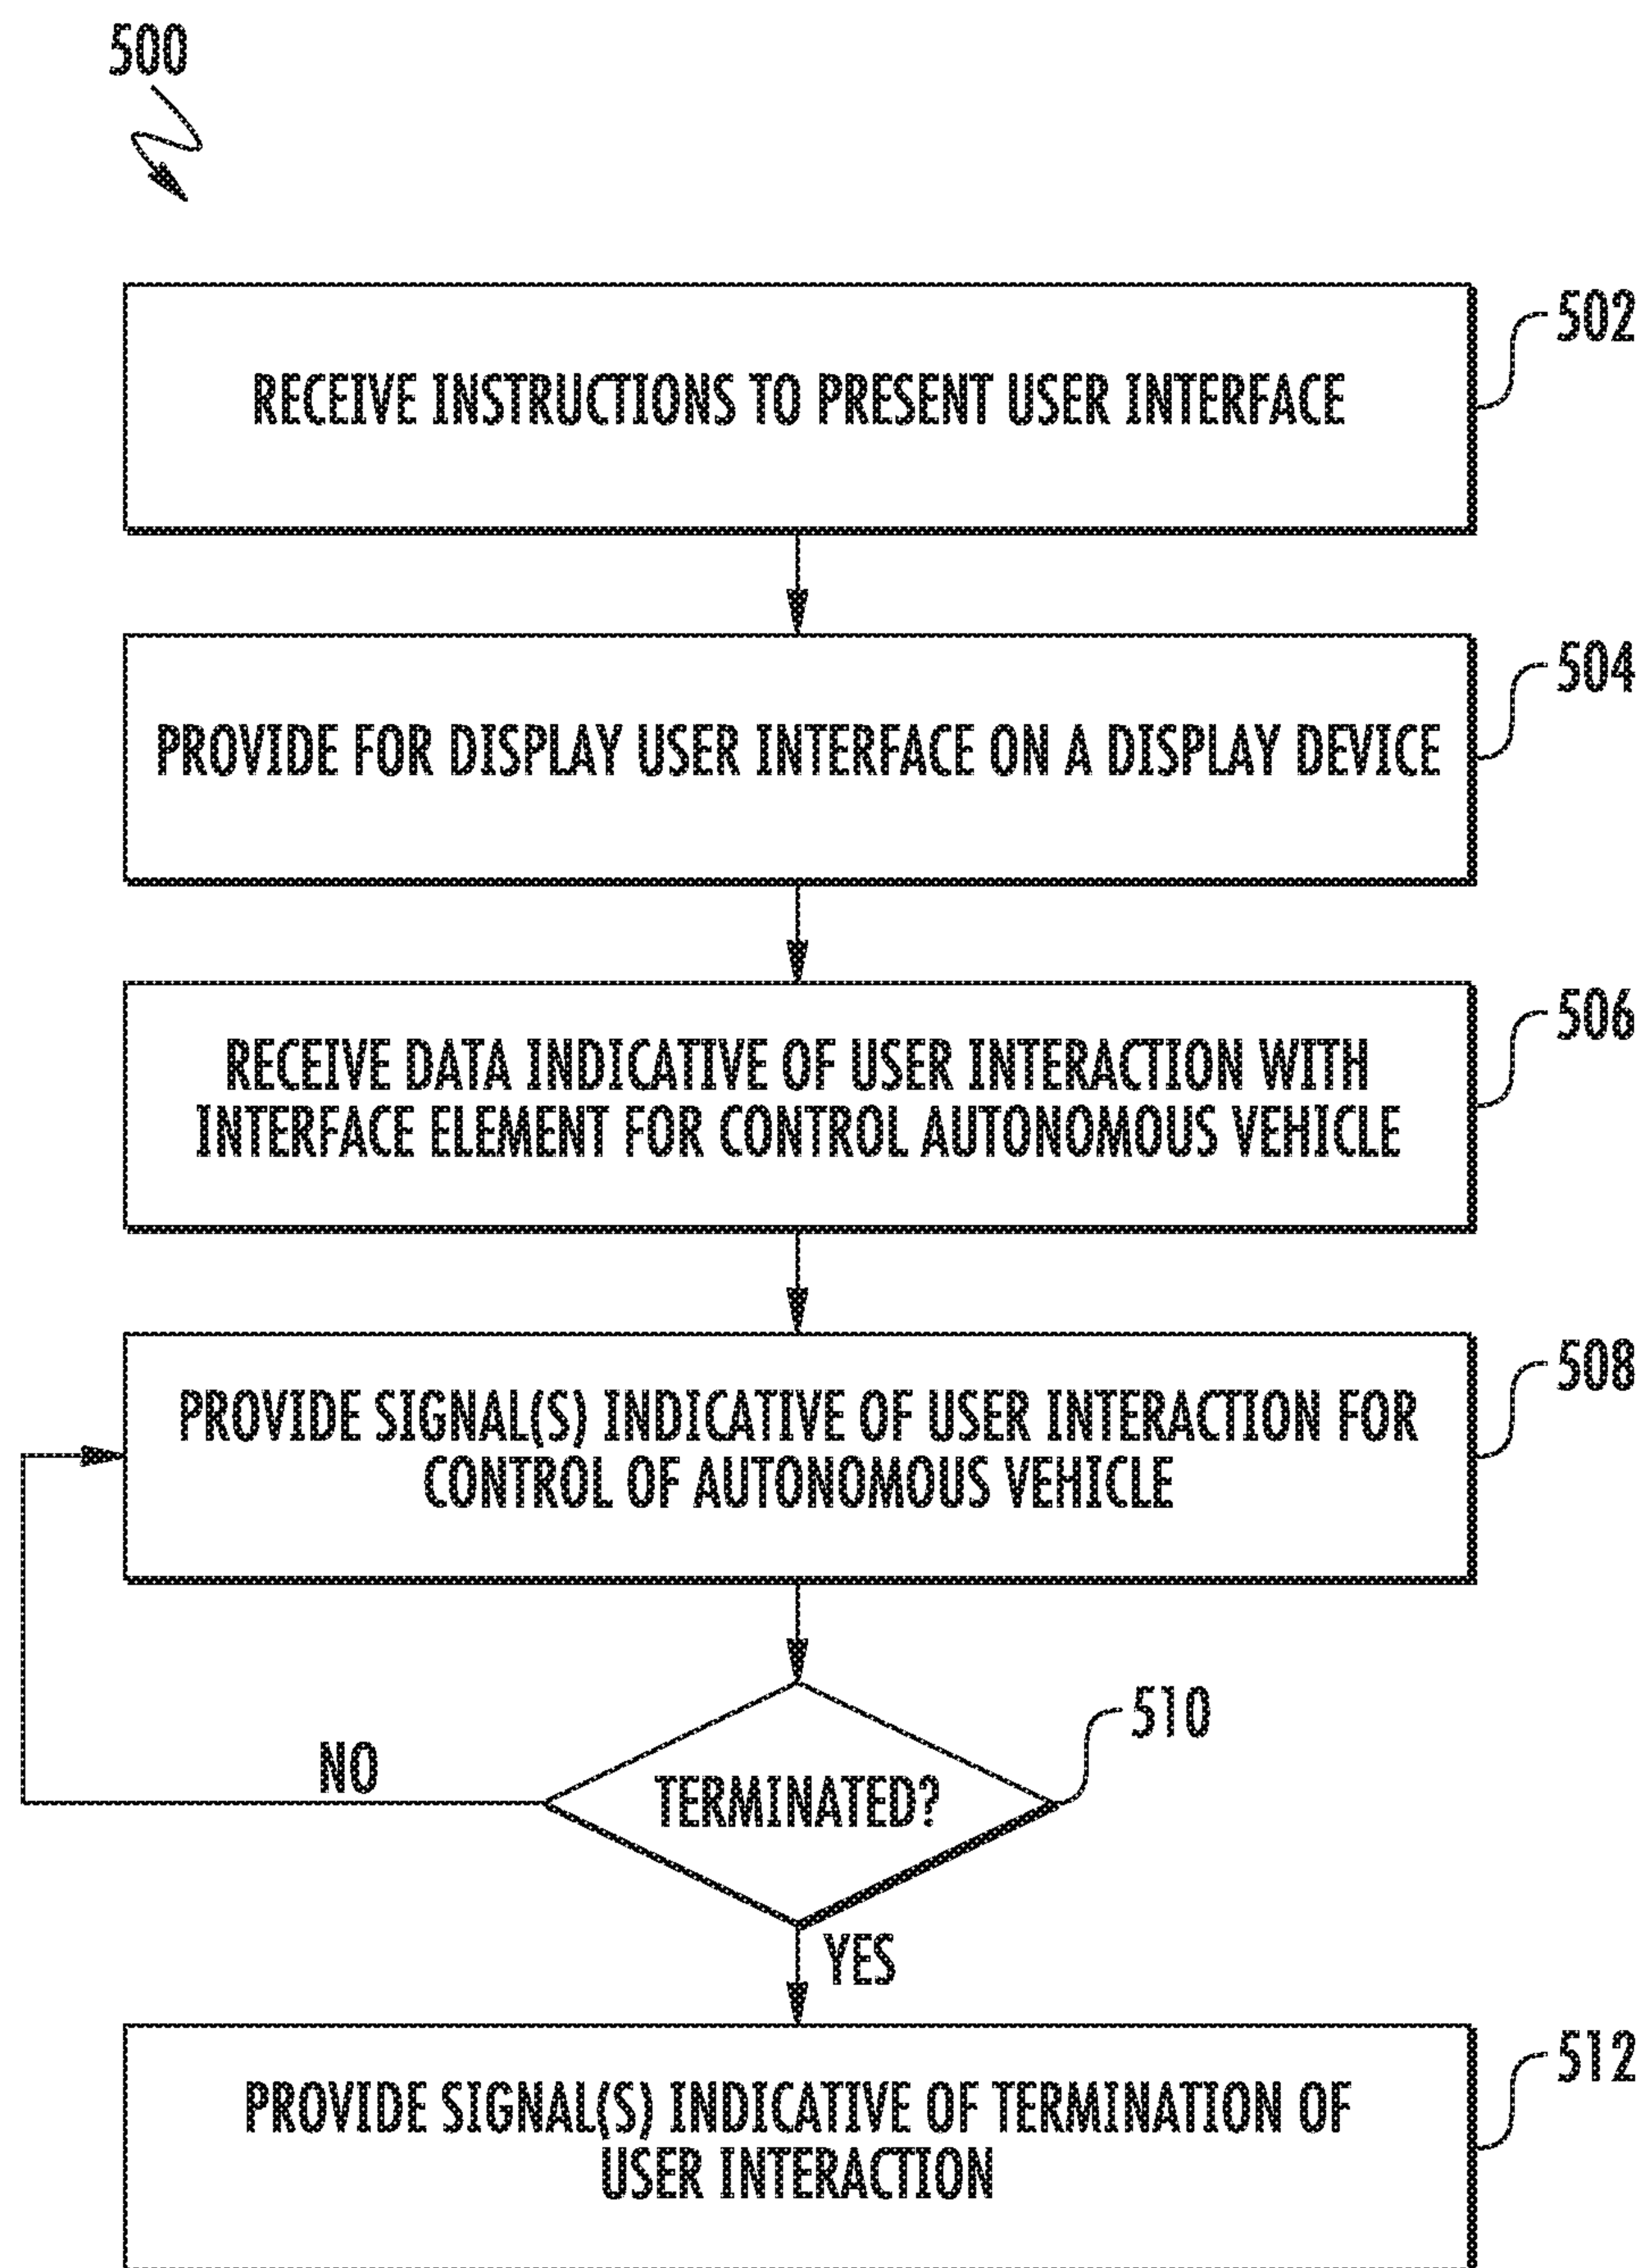 500
RECEIVE INSTRUCTIONS TO PRESENT USER INTERFACE
502
PROVIDE FOR DISPLAY USER INTERFACE ON A DISPLAY DEVICE
504
RECEIVE DATA INDICATIVE OF USER INTERACTION WITH
INTERFACE ELEMENT FOR CONTROL AUTONOMOUS VEHICLE
506
PROVIDE SIGNAL(S) INDICATIVE OF USER INTERACTION FOR
CONTROL OF AUTONOMOUS VEHICLE
508
NO
TERMINATED?
510
YES
PROVIDE SIGNAL(S) INDICATIVE OF TERMINATION OF
USER INTERACTION
512